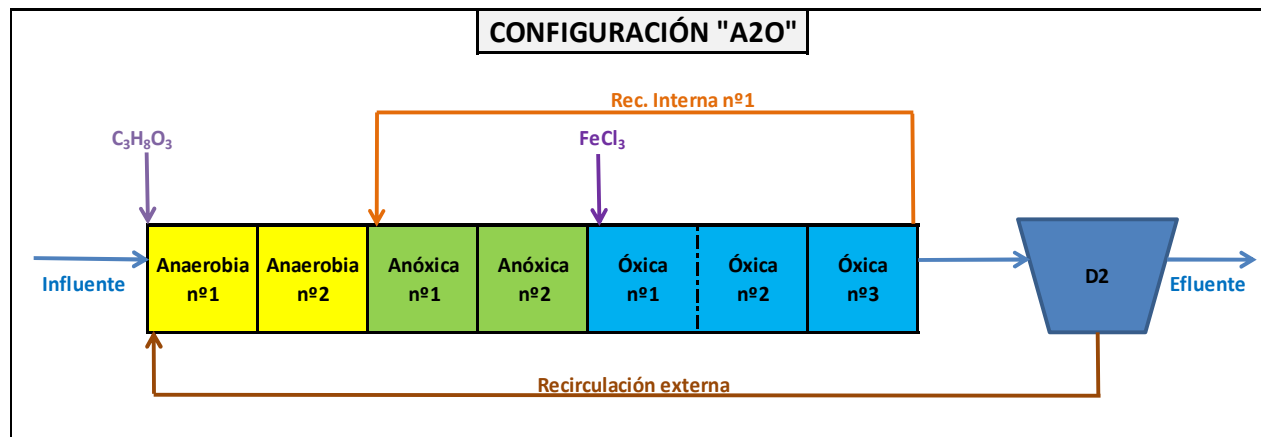 CONFIGURACIÓN "A2O"
Rec. Interna nº1
C₃H₈O₃
FeCl₃
Influente
Anaerobia
nº1
Anaerobia
nº2
Anóxica
nº1
Anóxica
nº2
Óxica
nº1
Óxica
nº2
Óxica
nº3
D2
Efluente
Recirculación externa